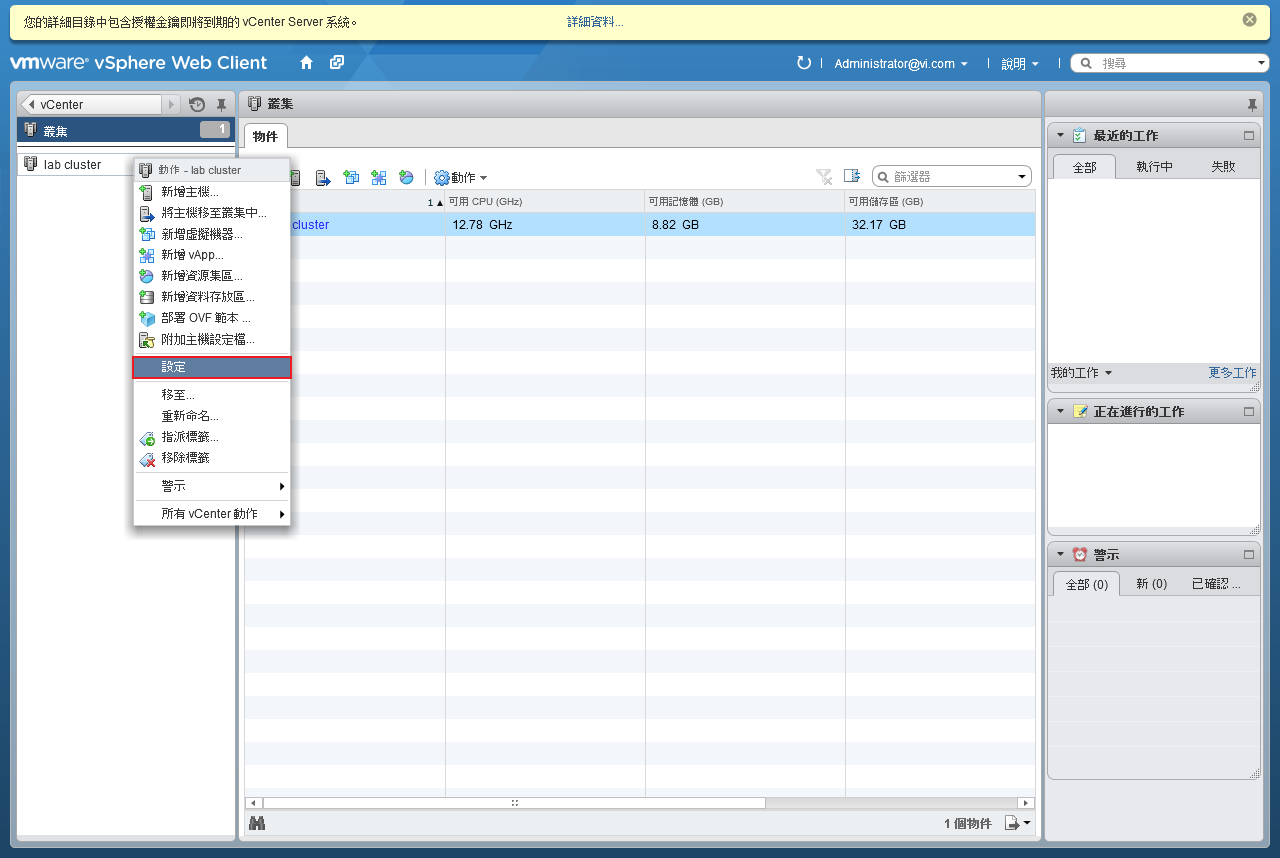 您的詳細目錄中包含授權金鑰即將到期的 vCenter Server 系統。
詳細資料...
vmware® vSphere Web Client
Administrator@vi.com
說明
搜尋
vCenter
叢集
1
lab cluster
動作 - lab cluster
新增主機...
將主機移至叢集中...
新增虛擬機器...
新增 vApp...
新增資源集區...
新增資料存放區...
部署 OVF 範本 ...
附加主機設定檔...
設定
移至...
重新命名...
指派標籤...
移除標籤
警示
所有 vCenter 動作
叢集
物件
動作
篩選器
1
可用 CPU (GHz)
可用記憶體 (GB)
可用儲存區 (GB)
cluster
12.78 GHz
8.82 GB
32.17 GB
1 個物件
最近的工作
全部
執行中
失敗
我的工作
更多工作
正在進行的工作
警示
全部 (0)
新 (0)
已確認 ...